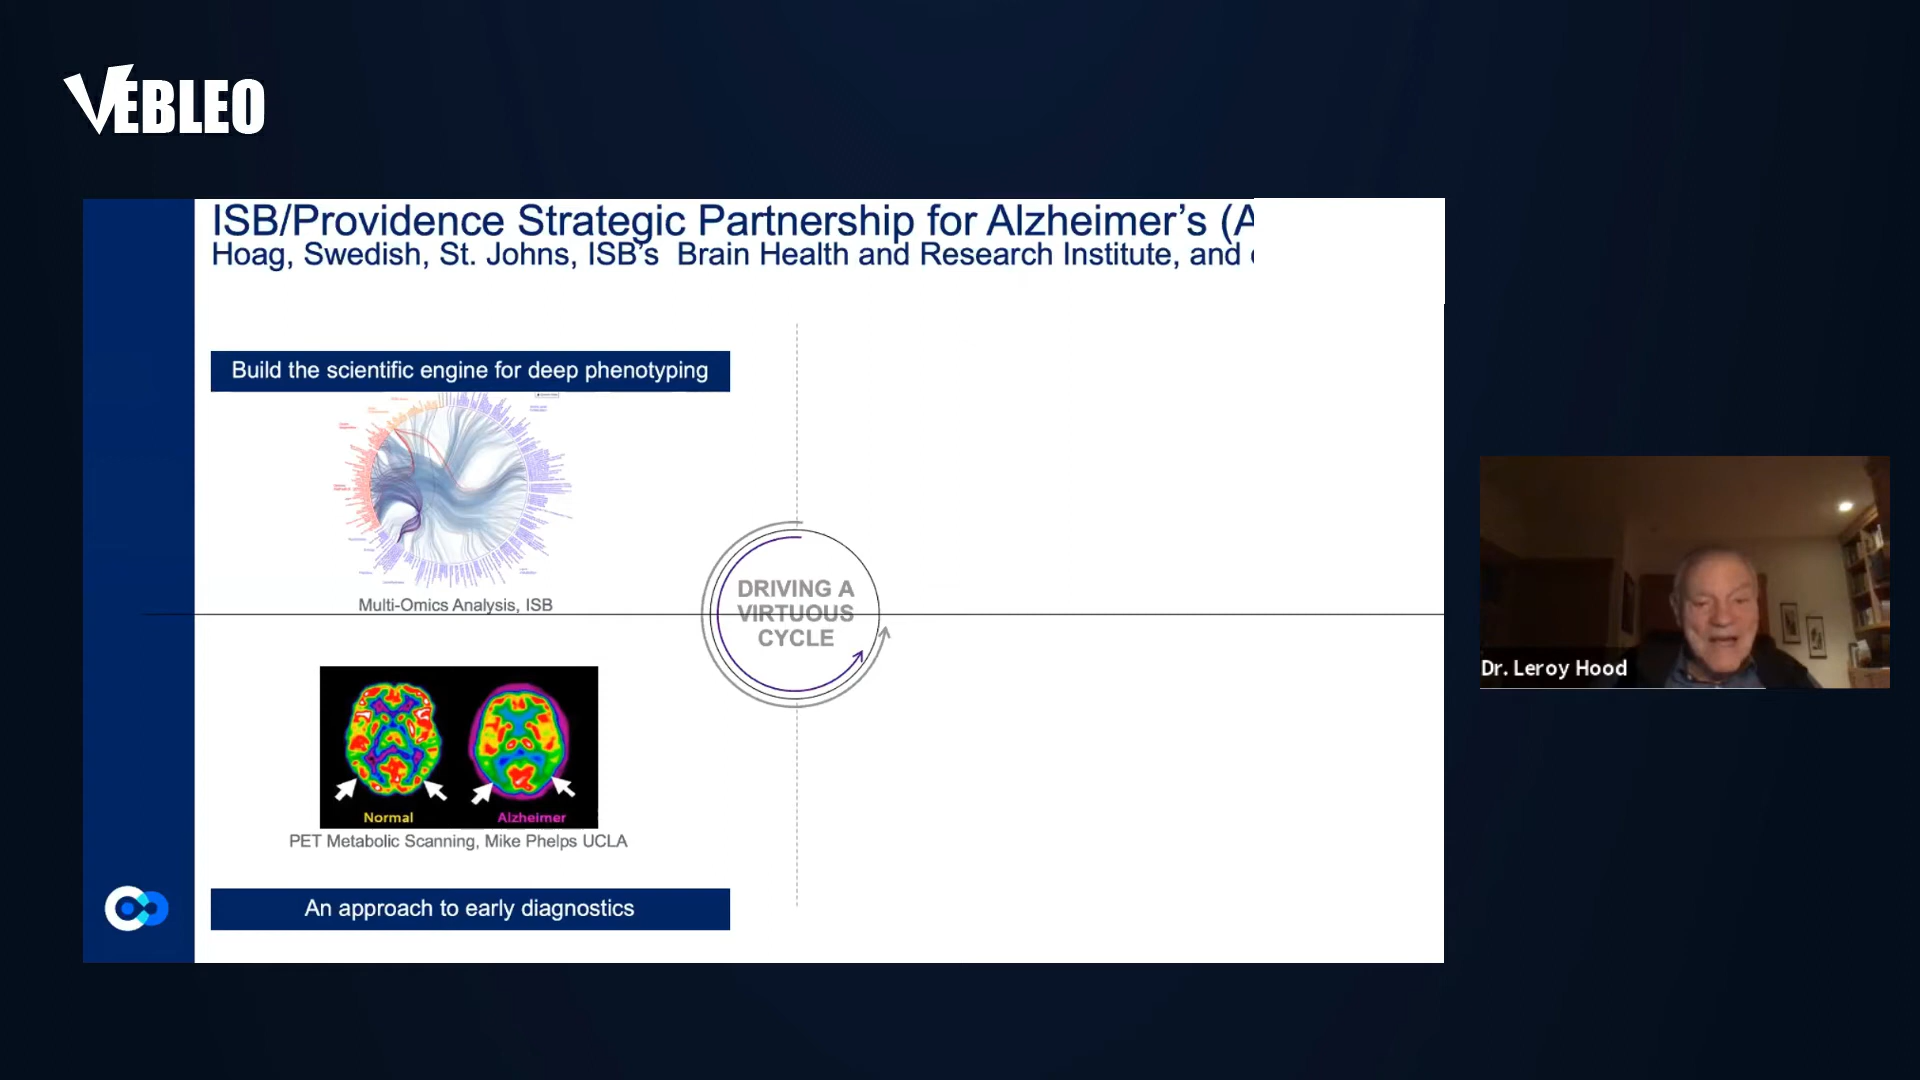 VEBLEO
ISB/Providence Strategic Partnership for Alzheimer’s (A
Hoag, Swedish, St. Johns, ISB’s Brain Health and Research Institute, and
Build the scientific engine for deep phenotyping
Multi-Omics Analysis, ISB
DRIVING A
VIRTUOUS
CYCLE
Normal
Alzheimer
PET Metabolic Scanning, Mike Phelps UCLA
An approach to early diagnostics
Dr. Leroy Hood